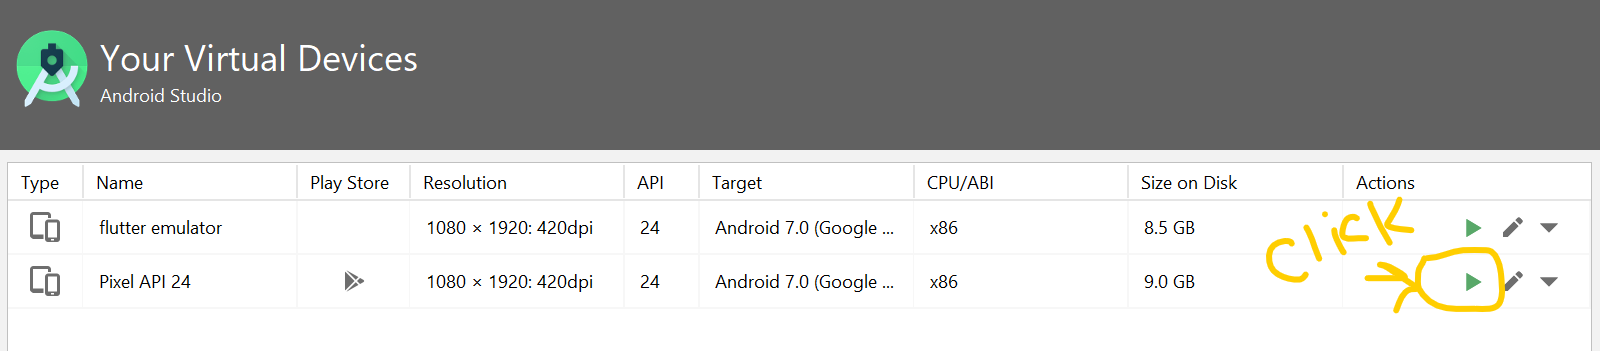 Your Virtual Devices
Android Studio
Type Name Play Store Resolution API Target CPU/ABI Size on Disk Actions
flutter emulator 1080 × 1920: 420dpi 24 Android 7.0 (Google ... x86 8.5 GB
Click
Pixel API 24 1080 × 1920: 420dpi 24 Android 7.0 (Google ... x86 9.0 GB